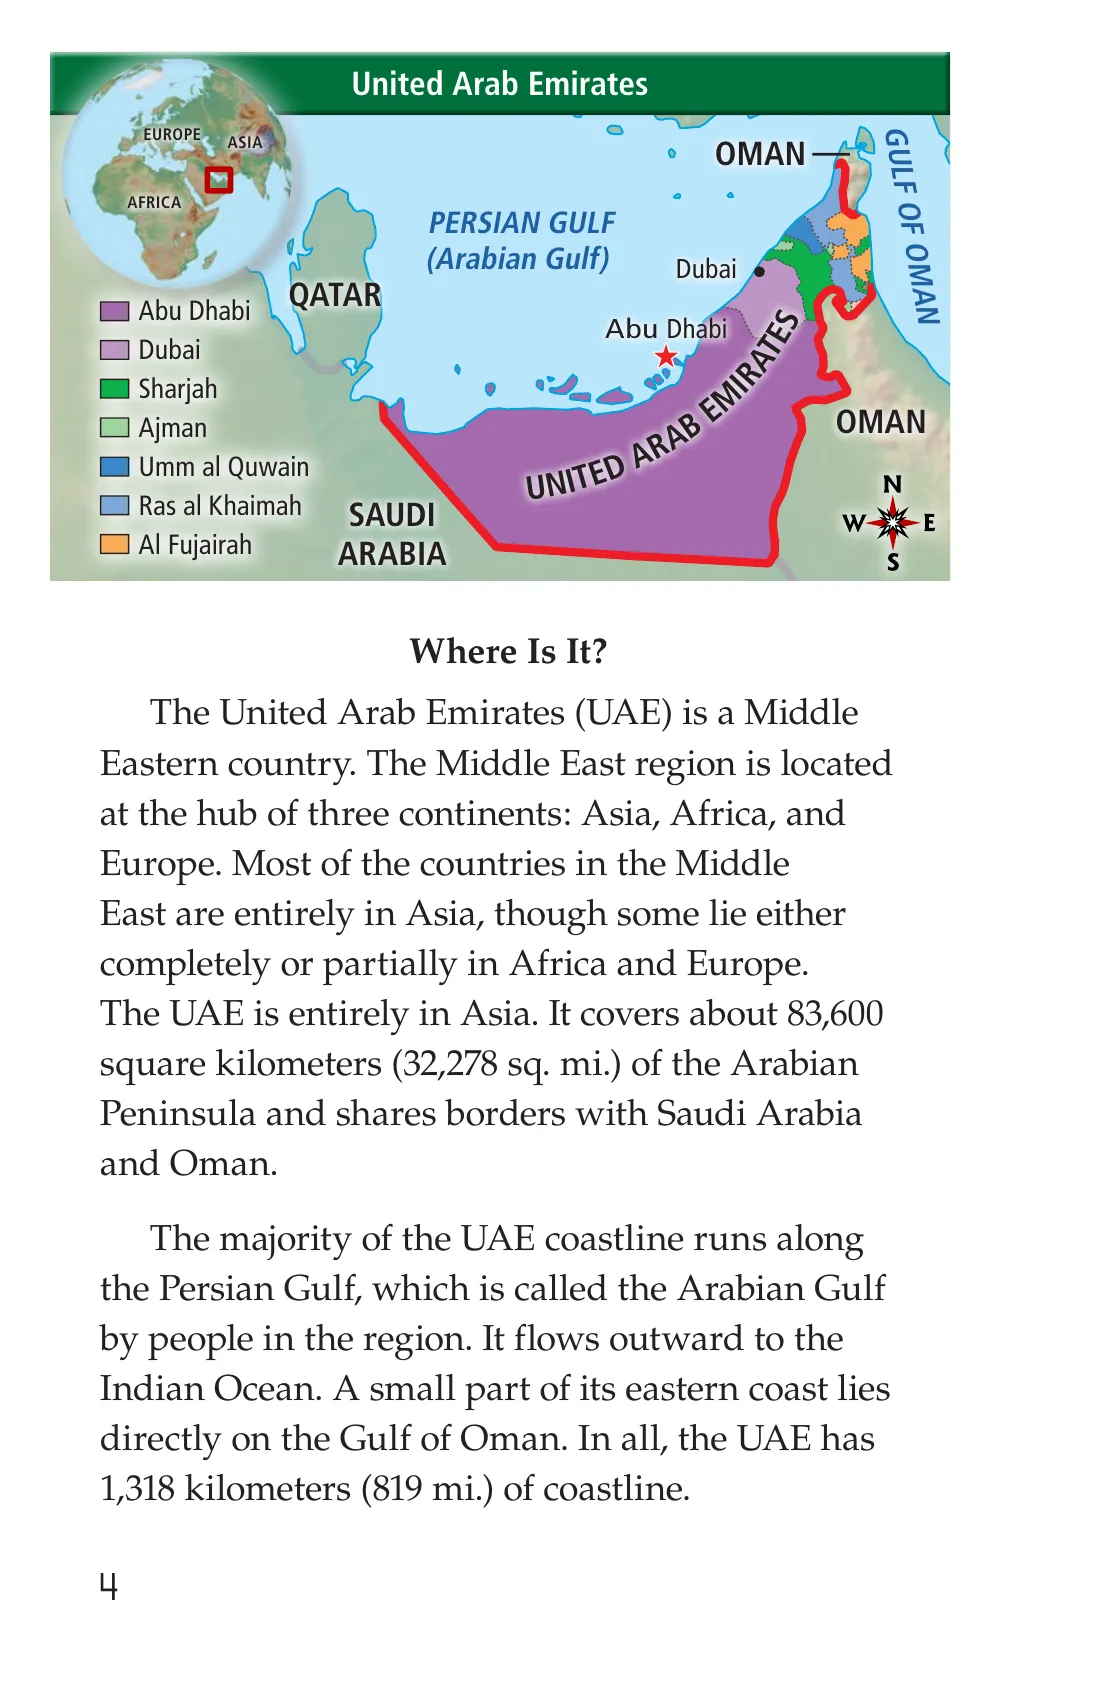 United Arab Emirates
EUROPE
ASIA
AFRICA
OMAN
GULF OF OMAN
PERSIAN GULF
(Arabian Gulf)
Dubai
QATAR
Abu Dhabi
UNITED ARAB EMIRATES
OMAN
SAUDI
ARABIA
Abu Dhabi
Dubai
Sharjah
Ajman
Umm al Quwain
Ras al Khaimah
Al Fujairah
N
W
E
S
Where Is It?
The United Arab Emirates (UAE) is a Middle
Eastern country. The Middle East region is located
at the hub of three continents: Asia, Africa, and
Europe. Most of the countries in the Middle
East are entirely in Asia, though some lie either
completely or partially in Africa and Europe.
The UAE is entirely in Asia. It covers about 83,600
square kilometers (32,278 sq. mi.) of the Arabian
Peninsula and shares borders with Saudi Arabia
and Oman.
The majority of the UAE coastline runs along
the Persian Gulf, which is called the Arabian Gulf
by people in the region. It flows outward to the
Indian Ocean. A small part of its eastern coast lies
directly on the Gulf of Oman. In all, the UAE has
1,318 kilometers (819 mi.) of coastline.
4